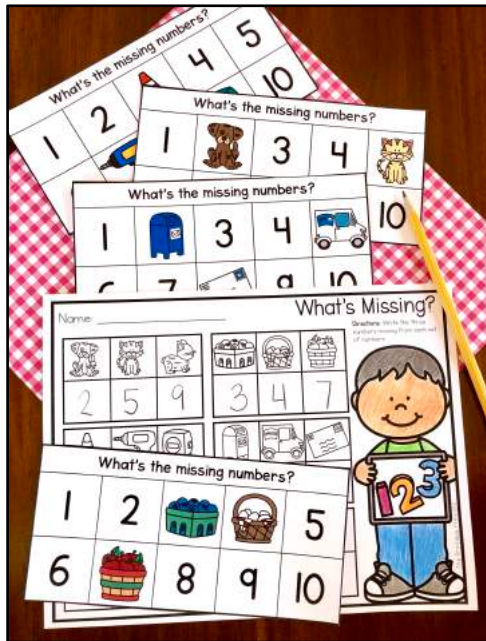 What's the missing numbers?
1 2 4 5
10
What's the missing numbers?
1 3 4
10
What's the missing numbers?
1 3 4
6 7 9 10
What's Missing?
Name:
Directions: Write the three
numbers missing from each set
of numbers.
2 5 9
3 4 7
123
What's the missing numbers?
1 2 5
6 8 9 10